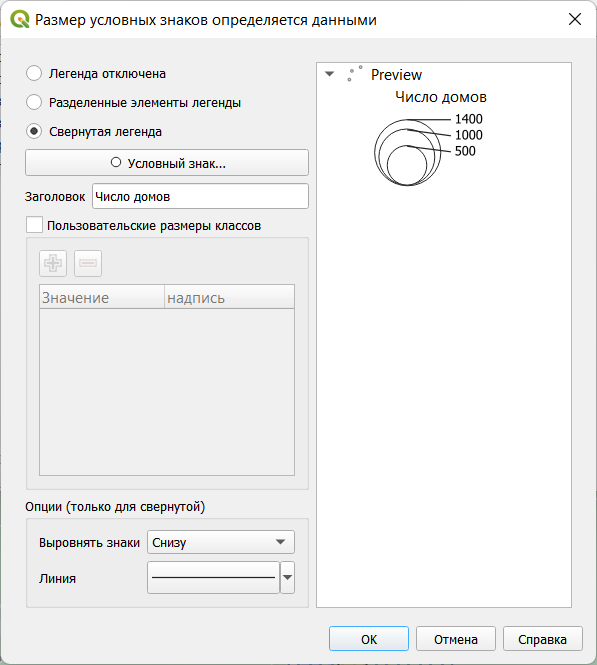 Размер условных знаков определяется данными
Легенда отключена
Разделенные элементы легенды
Свернутая легенда
Условный знак...
Заголовок
Число домов
Пользовательские размеры классов
Значение
надпись
Опции (только для свернутой)
Выровнять знаки
Снизу
Линия
Preview
Число домов
1400
1000
500
OK
Отмена
Справка